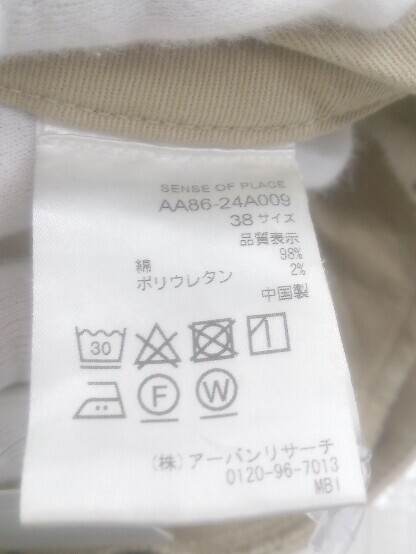 SENSE OF PLACE
AA86-24A009
38サイズ
品質表示
綿 98%
ポリウレタン 2%
中国製
30
F W
(株)アーバンリサーチ
0120-96-7013
MBI